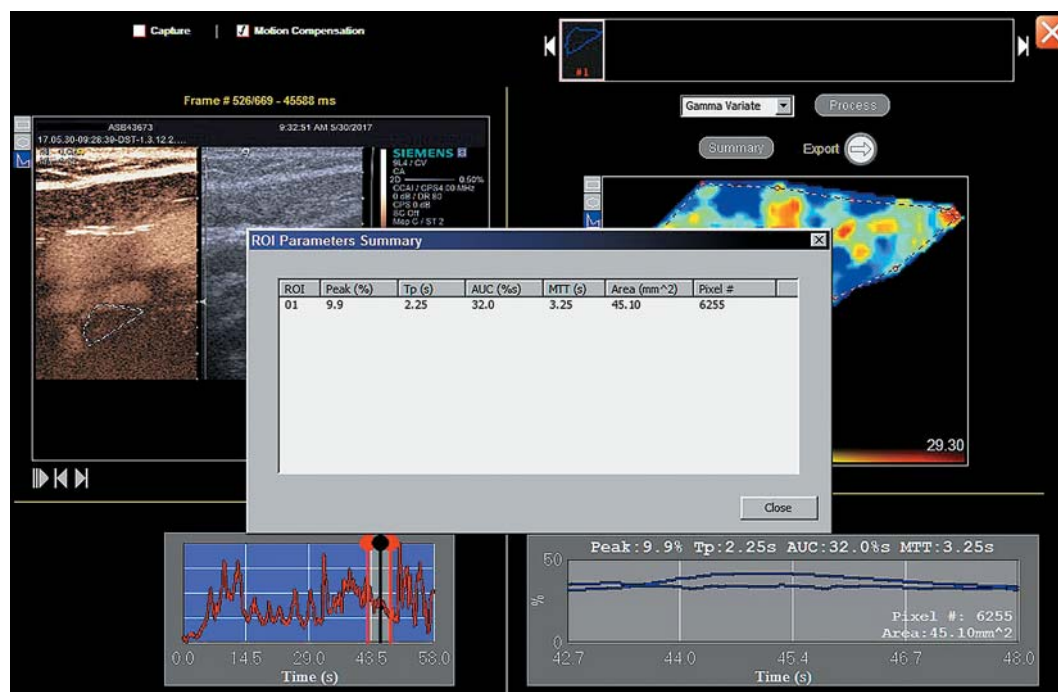 Capture | Motion Compensation
Frame # 526/669 - 45588 ms
#1
Gamma Variate
Process
Summary
Export
ASB43673 9:32:51 AM 5/30/2017
17.05.30-09:28:39-DST-1.3.12.2.....
SIEMENS
9L4 / CV
CA
2D 0.50%
CCAI / CPS4.00 MHz
0 dB / DR 80
CPS 0 dB
SC Off
Map G / ST 2
29.30
ROI Parameters Summary
ROI Peak (%) Tp (s) AUC (%s) MTT (s) Area (mm^2) Pixel #
01 9.9 2.25 32.0 3.25 45.10 6255
Close
0.0 14.5 29.0 43.5 58.0
Time (s)
Peak:9.9% Tp:2.25s AUC:32.0%s MTT:3.25s
50
%
0
Pixel #: 6255
Area:45.10mm^2
42.7 44.0 45.4 46.7 48.0
Time (s)